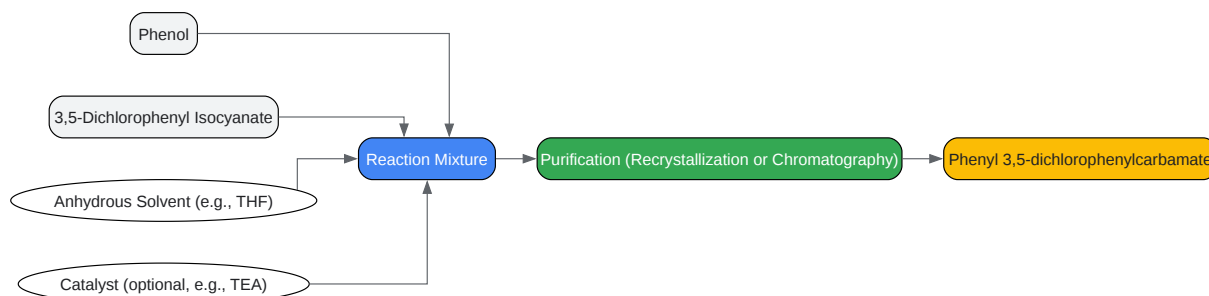 Phenol
3,5-Dichlorophenyl Isocyanate
Reaction Mixture
Purification (Recrystallization or Chromatography)
Phenyl 3,5-dichlorophenylcarbamate
Anhydrous Solvent (e.g., THF)
Catalyst (optional, e.g., TEA)